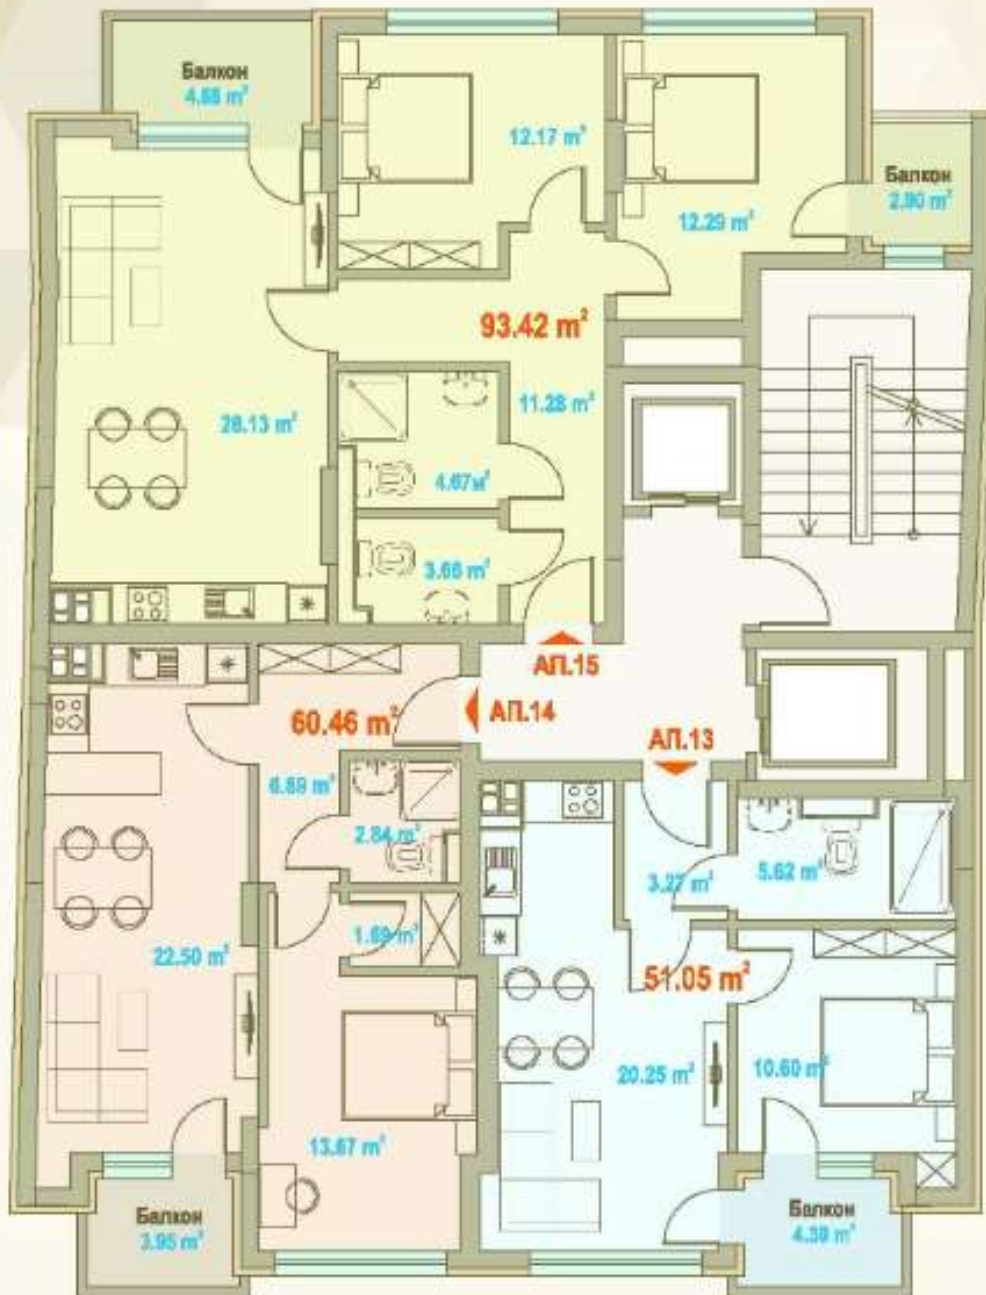 Балкон
4.88 m²
12.17 m²
12.29 m²
Балкон
2.90 m²
93.42 m²
28.13 m²
11.28 m²
4.67м²
3.66 m²
АП.15
60.46 m²
АП.14
АП.13
6.89 m²
2.84 m²
3.27 m²
5.62 m²
1.69 m²
22.50 m²
51.05 m²
20.25 m²
10.60 m²
13.67 m²
Балкон
3.95 m²
Балкон
4.39 m²